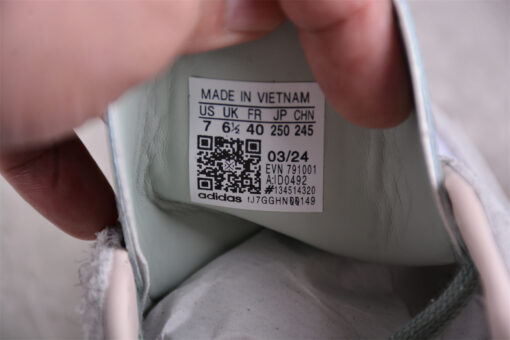 MADE IN VIETNAM
US UK FR JP CHN
7 6½ 40 250 245
03/24
EVN 791001
A:ID0492
#134514320
adidas 1J7GGHN00149